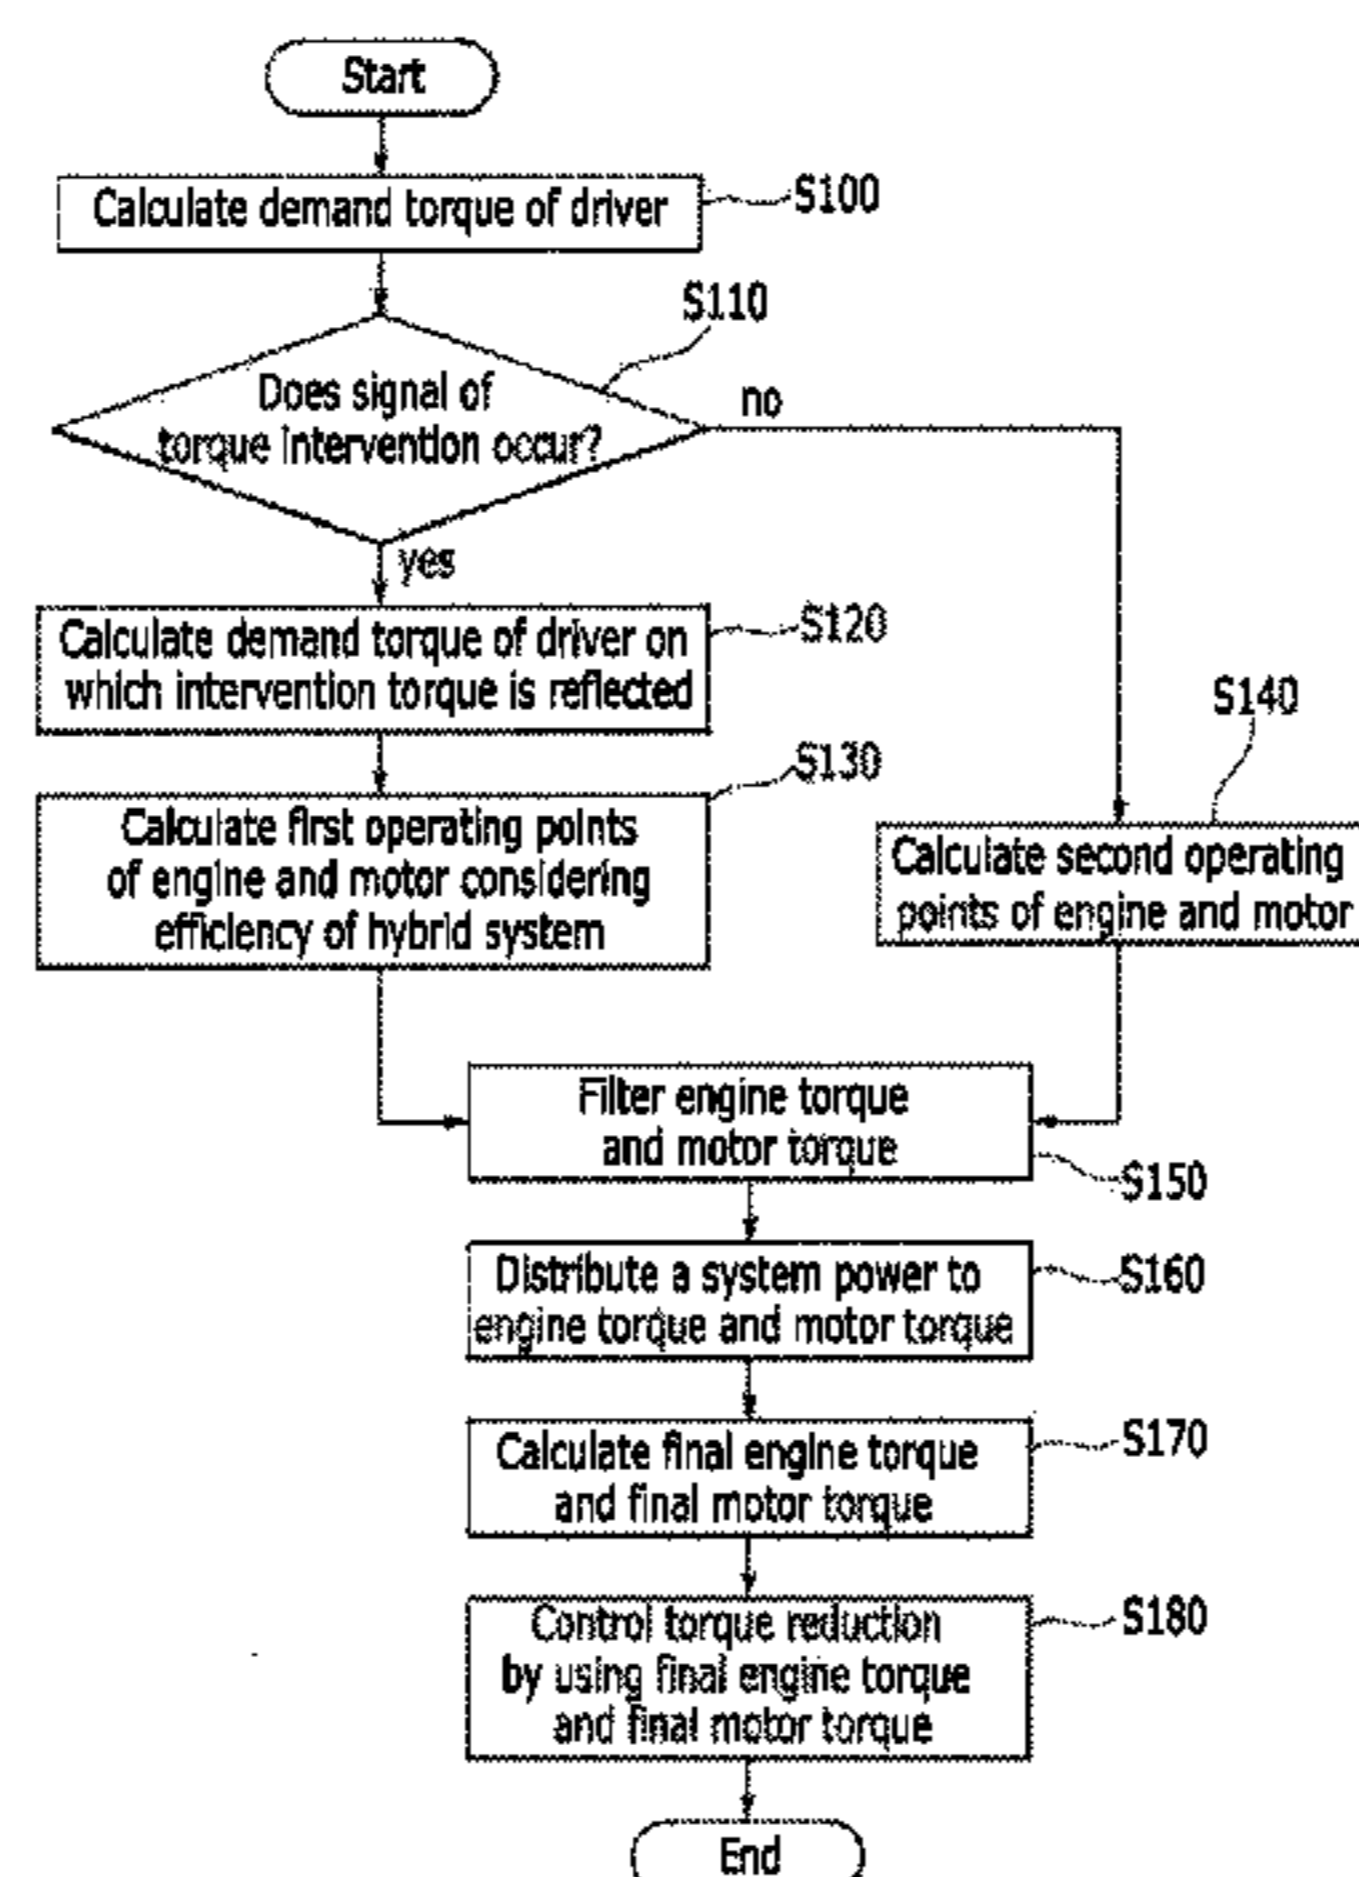 Start
Calculate demand torque of driver
S100
S110
Does signal of
torque intervention occur?
no
yes
Calculate demand torque of driver on
which intervention torque is reflected
S120
S130
Calculate first operating points
of engine and motor considering
efficiency of hybrid system
S140
Calculate second operating
points of engine and motor
Filter engine torque
and motor torque
S150
Distribute a system power to
engine torque and motor torque
S160
Calculate final engine torque
and final motor torque
S170
Control torque reduction
by using final engine torque
and final motor torque
S180
End